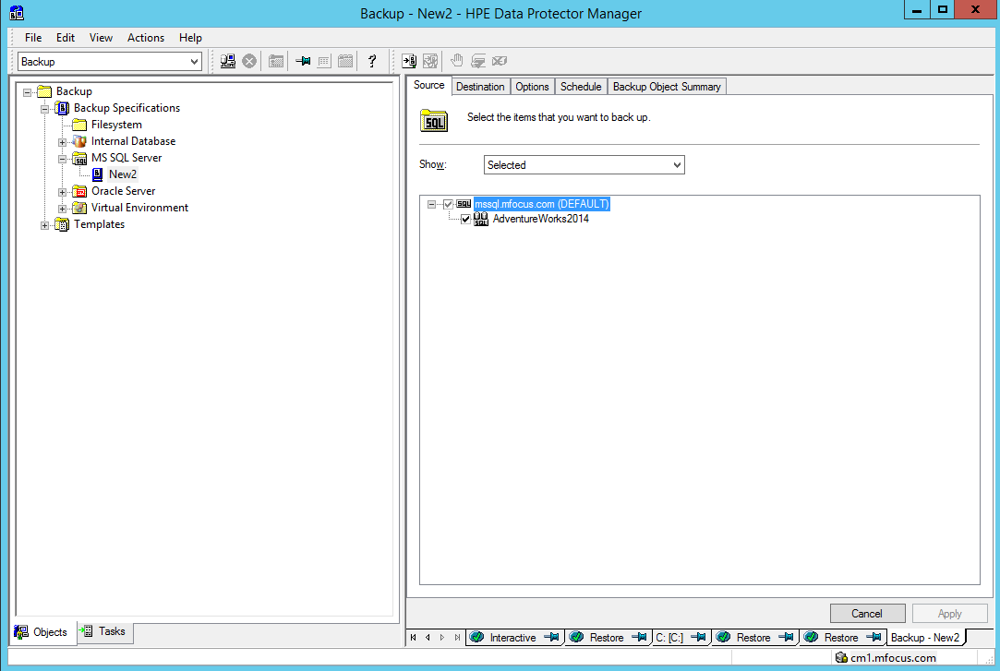 Backup - New2 - HPE Data Protector Manager
File Edit View Actions Help
Backup
?
Backup
Backup Specifications
Filesystem
Internal Database
MS SQL Server
New2
Oracle Server
Virtual Environment
Templates
Objects Tasks
Source Destination Options Schedule Backup Object Summary
SQL Select the items that you want to back up.
Show: Selected
SQL mssql.mfocus.com (DEFAULT)
SQL AdventureWorks2014
Cancel Apply
Interactive Restore C: [C:] Restore Restore Backup - New2
cm1.mfocus.com